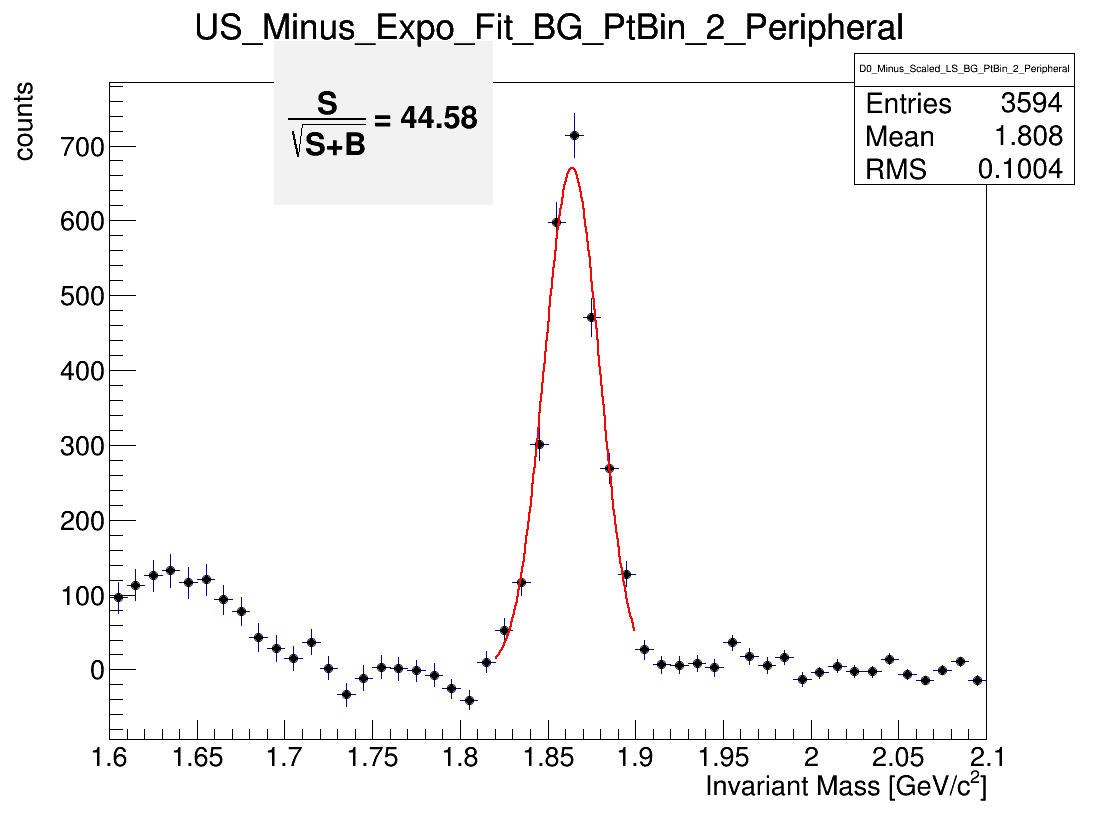 US_Minus_Expo_Fit_BG_PtBin_2_Peripheral
D0_Minus_Scaled_LS_BG_PtBin_2_Peripheral
Entries 3594
Mean 1.808
RMS 0.1004
S
√S+B = 44.58
counts
700
600
500
400
300
200
100
0
1.6 1.65 1.7 1.75 1.8 1.85 1.9 1.95 2 2.05 2.1
Invariant Mass [GeV/c²]